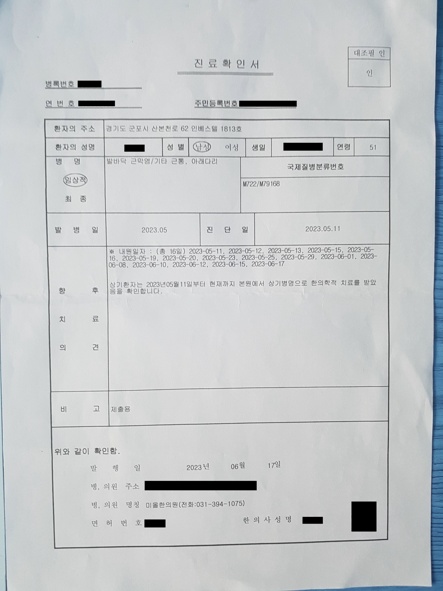 진료확인서
대조필 인
인
병록번호
연 번 호 주민등록번호
환자의 주소 경기도 군포시 산본천로 62 인베스텔 1813호
환자의 성명 성 별 남성 여성 생일 연령 51
병 명 발바닥 근막염/기타 근통, 아래다리 국제질병분류번호
임상적 M722/M79168
최 종
발 병 일 2023.05 진 단 일 2023.05.11
※ 내원일자 : (총 16일) 2023-05-11, 2023-05-12, 2023-05-13, 2023-05-15, 2023-05-
16, 2023-05-19, 2023-05-20, 2023-05-23, 2023-05-25, 2023-05-29, 2023-06-01, 2023-
06-08, 2023-06-10, 2023-06-12, 2023-06-15, 2023-06-17
향 후 치 료 의 견
상기환자는 2023년05월11일부터 현재까지 본원에서 상기병명으로 한의학적 치료를 받았
음을 확인합니다.
비 고 제출용
위와 같이 확인함.
발 행 일 2023년 06월 17일
병, 의원 주소
병, 의원 명칭 미올한의원(전화:031-394-1075)
면 허 번 호 한의사성명